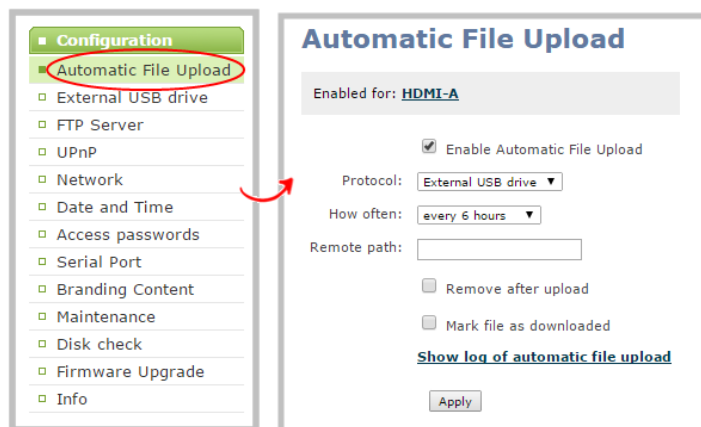 Configuration
Automatic File Upload
External USB drive
FTP Server
UPnP
Network
Date and Time
Access passwords
Serial Port
Branding Content
Maintenance
Disk check
Firmware Upgrade
Info
Automatic File Upload
Enabled for: HDMI-A
Enable Automatic File Upload
Protocol: External USB drive
How often: every 6 hours
Remote path:
Remove after upload
Mark file as downloaded
Show log of automatic file upload
Apply